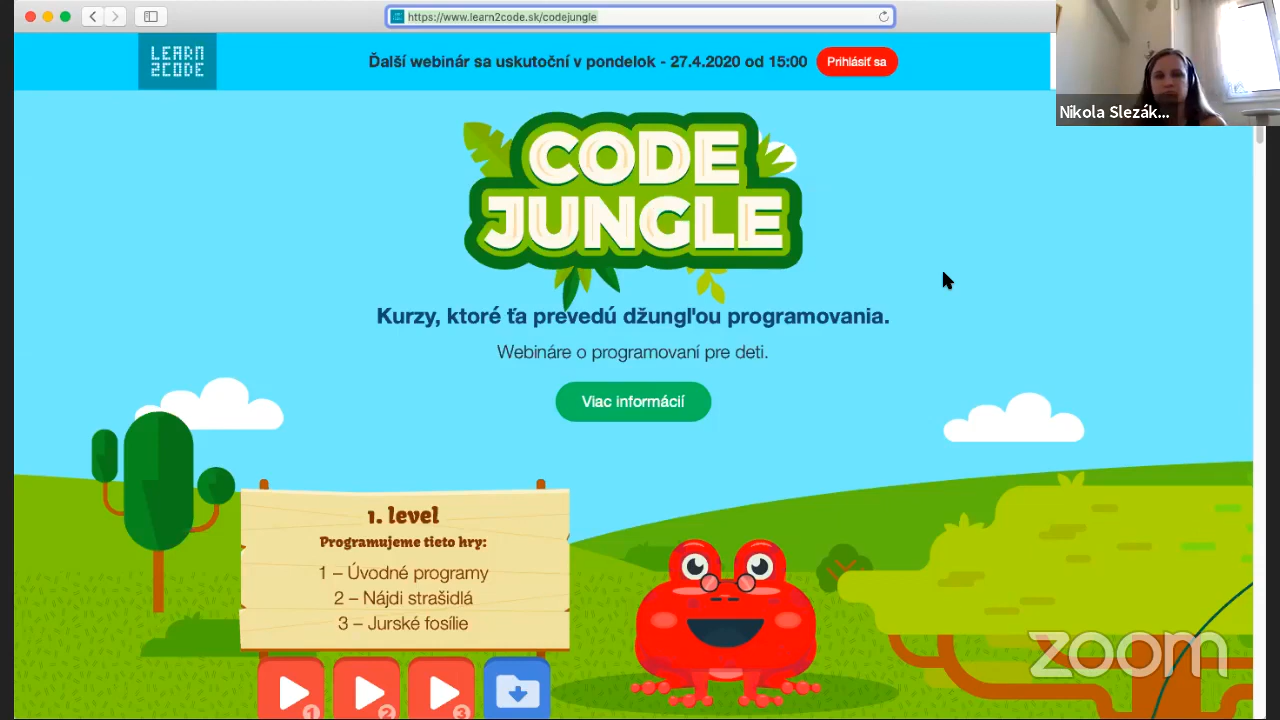 https://www.learn2code.sk/codejungle
LEARN
2CODE
Ďalší webinár sa uskutoční v pondelok - 27.4.2020 od 15:00
Prihlásiť sa
Nikola Slezák...
CODE
JUNGLE
Kurzy, ktoré ťa prevedú džungľou programovania.
Webináre o programovaní pre deti.
Viac informácií
1. level
Programujeme tieto hry:
1 – Úvodné programy
2 – Nájdi strašidlá
3 – Jurské fosílie
1
2
3
zoom